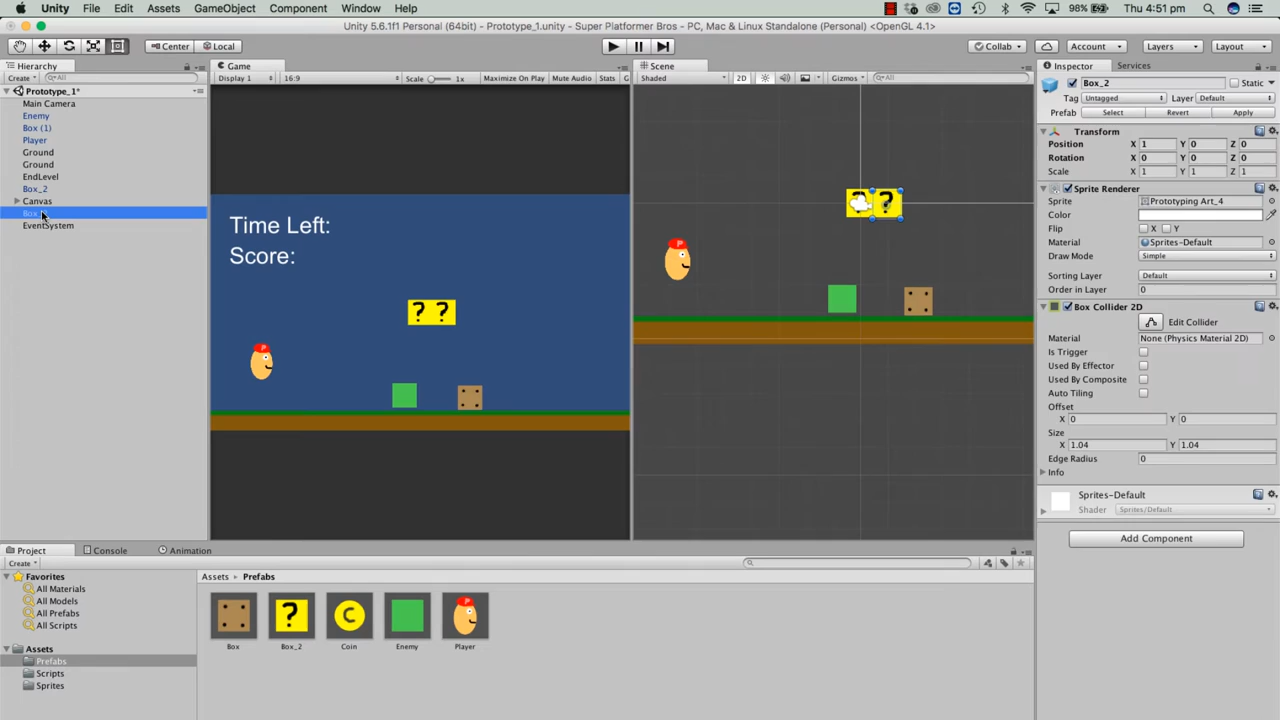 Unity File Edit Assets GameObject Component Window Help 98% Thu 4:51 pm
Unity 5.6.1f1 Personal (64bit) - Prototype_1.unity - Super Platformer Bros - PC, Mac & Linux Standalone (Personal) <OpenGL 4.1>
Center Local Collab Account Layers Layout
Hierarchy Game Scene Inspector Services
Create All Display 1 16:9 Scale 1x Maximize On Play Mute Audio Stats G Shaded 2D Gizmos All
Box_2 Static
Prototype_1*
Main Camera
Enemy
Box (1)
Player
Ground
Ground
EndLevel
Box_2
Canvas
Box
EventSystem
Time Left:
Score:
? ?
? ?
P
P
Tag Untagged Layer Default
Prefab Select Revert Apply
Transform
Position X 1 Y 0 Z 0
Rotation X 0 Y 0 Z 0
Scale X 1 Y 1 Z 1
Sprite Renderer
Sprite Prototyping Art_4
Color
Flip X Y
Material Sprites-Default
Draw Mode Simple
Sorting Layer Default
Order in Layer 0
Box Collider 2D
Edit Collider
Material None (Physics Material 2D)
Is Trigger
Used By Effector
Used By Composite
Auto Tiling
Offset
X 0 Y 0
Size
X 1.04 Y 1.04
Edge Radius 0
Info
Sprites-Default
Shader Sprites/Default
Add Component
Project Console Animation
Create
Favorites
All Materials
All Models
All Prefabs
All Scripts
Assets
Prefabs
Scripts
Sprites
Assets Prefabs
? C P
Box Box_2 Coin Enemy Player